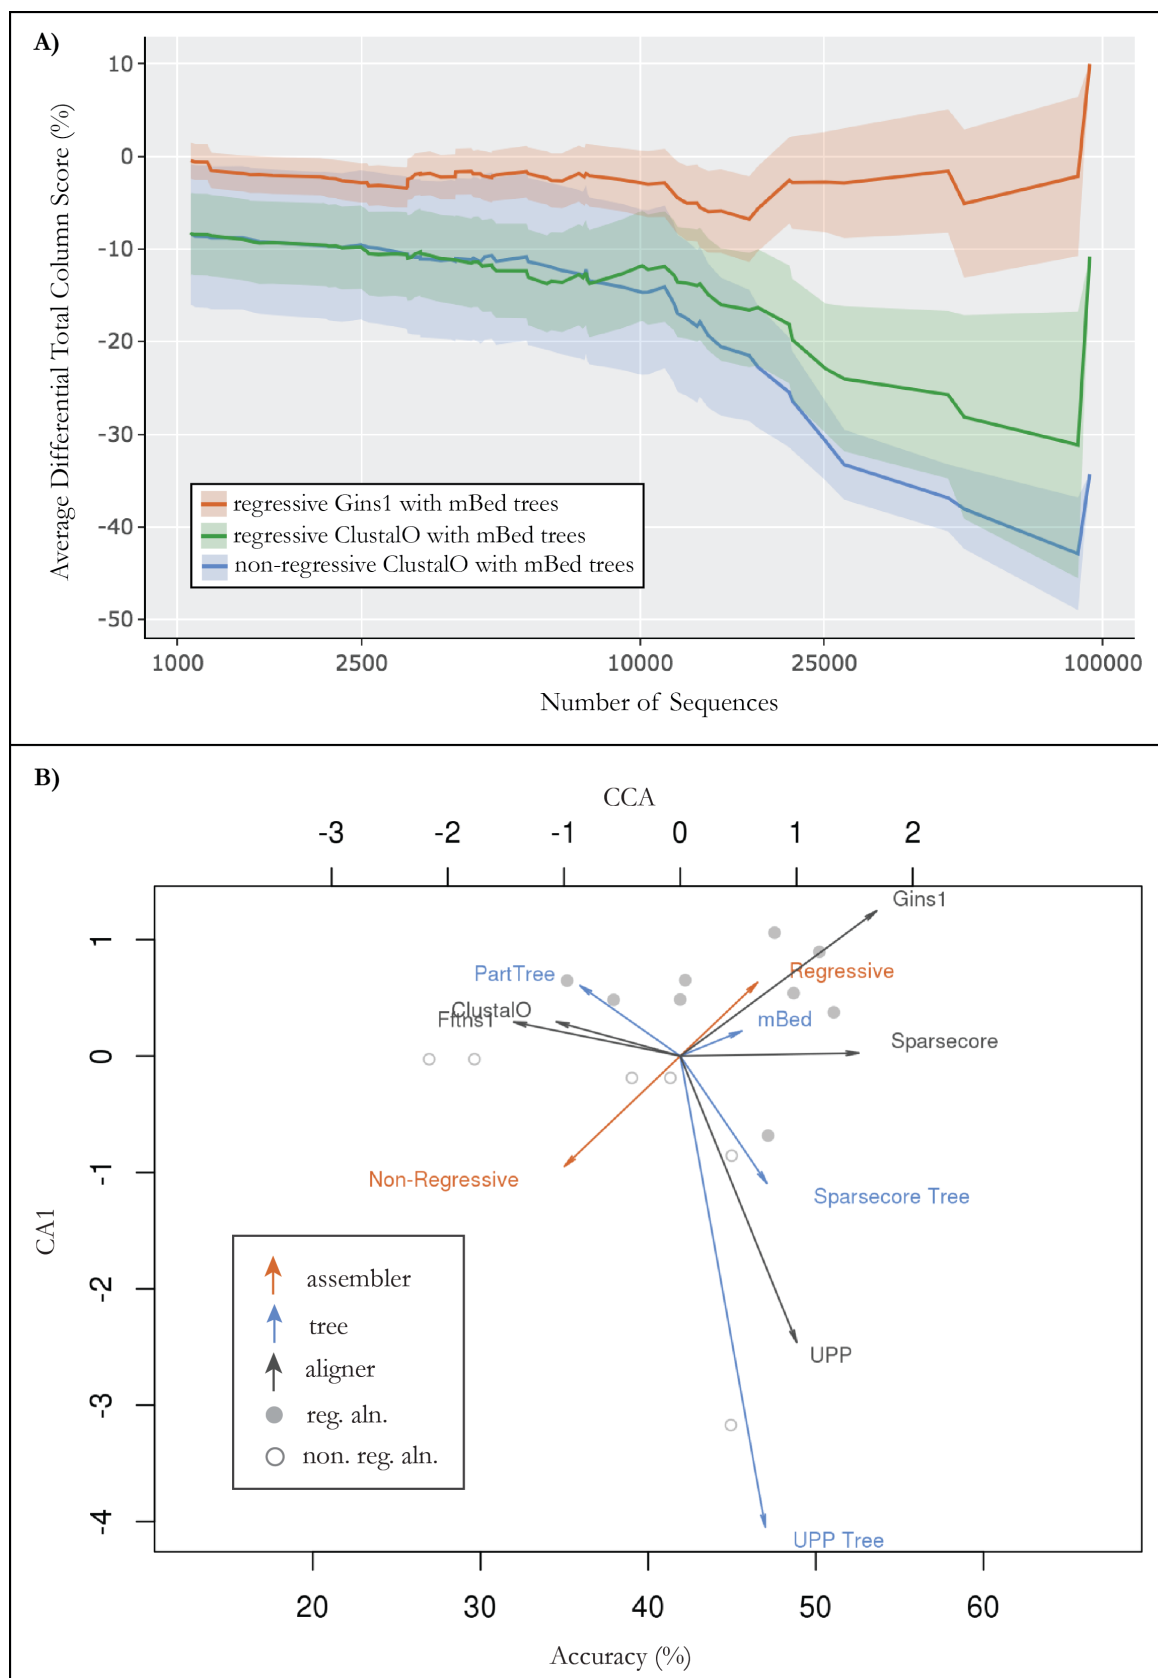 A)
Average Differential Total Column Score (%)
10
0
-10
-20
-30
-40
-50
regressive Gins1 with mBed trees
regressive ClustalO with mBed trees
non-regressive ClustalO with mBed trees
1000 2500 10000 25000 100000
Number of Sequences
B)
CCA
-3 -2 -1 0 1 2
CA1
1
0
-1
-2
-3
-4
Gins1
PartTree
Regressive
ClustalO
Fftns1
mBed
Sparsecore
Non-Regressive
Sparsecore Tree
UPP
UPP Tree
assembler
tree
aligner
reg. aln.
non. reg. aln.
20 30 40 50 60
Accuracy (%)